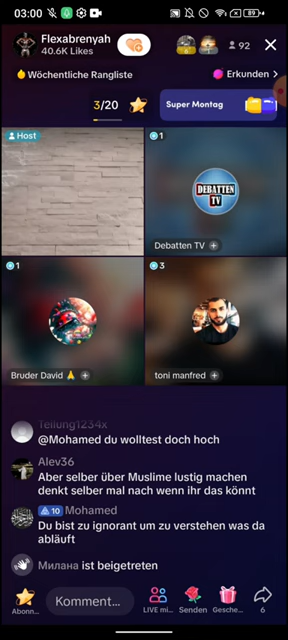 03:00
89
Flexabrenyah
40.6K Likes
92
Wöchentliche Rangliste
Erkunden >
3/20
Super Montag
Host
1
DEBATTEN
TV
Debatten TV
1
3
Bruder David
toni manfred
Teilung1234x
@Mohamed du wolltest doch hoch
Alev36
Aber selber über Muslime lustig machen
denkt selber mal nach wenn ihr das könnt
10 Mohamed
Du bist zu ignorant um zu verstehen was da
abläuft
Милана ist beigetreten
Komment...
Abonn...
LIVE mi...
Senden
Gesche...
6